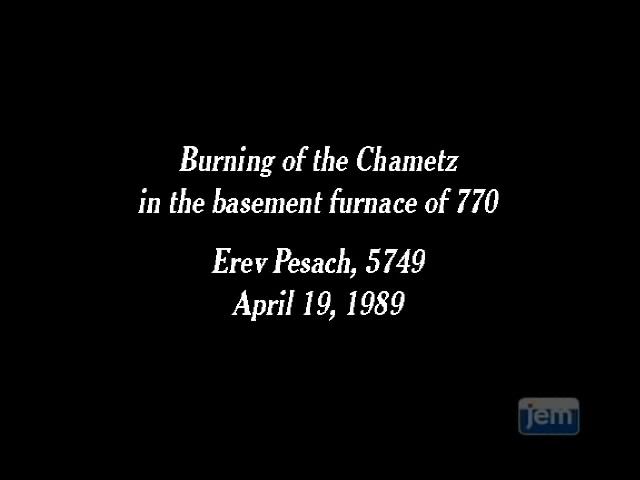 Burning of the Chametz
in the basement furnace of 770
Erev Pesach, 5749
April 19, 1989
jem